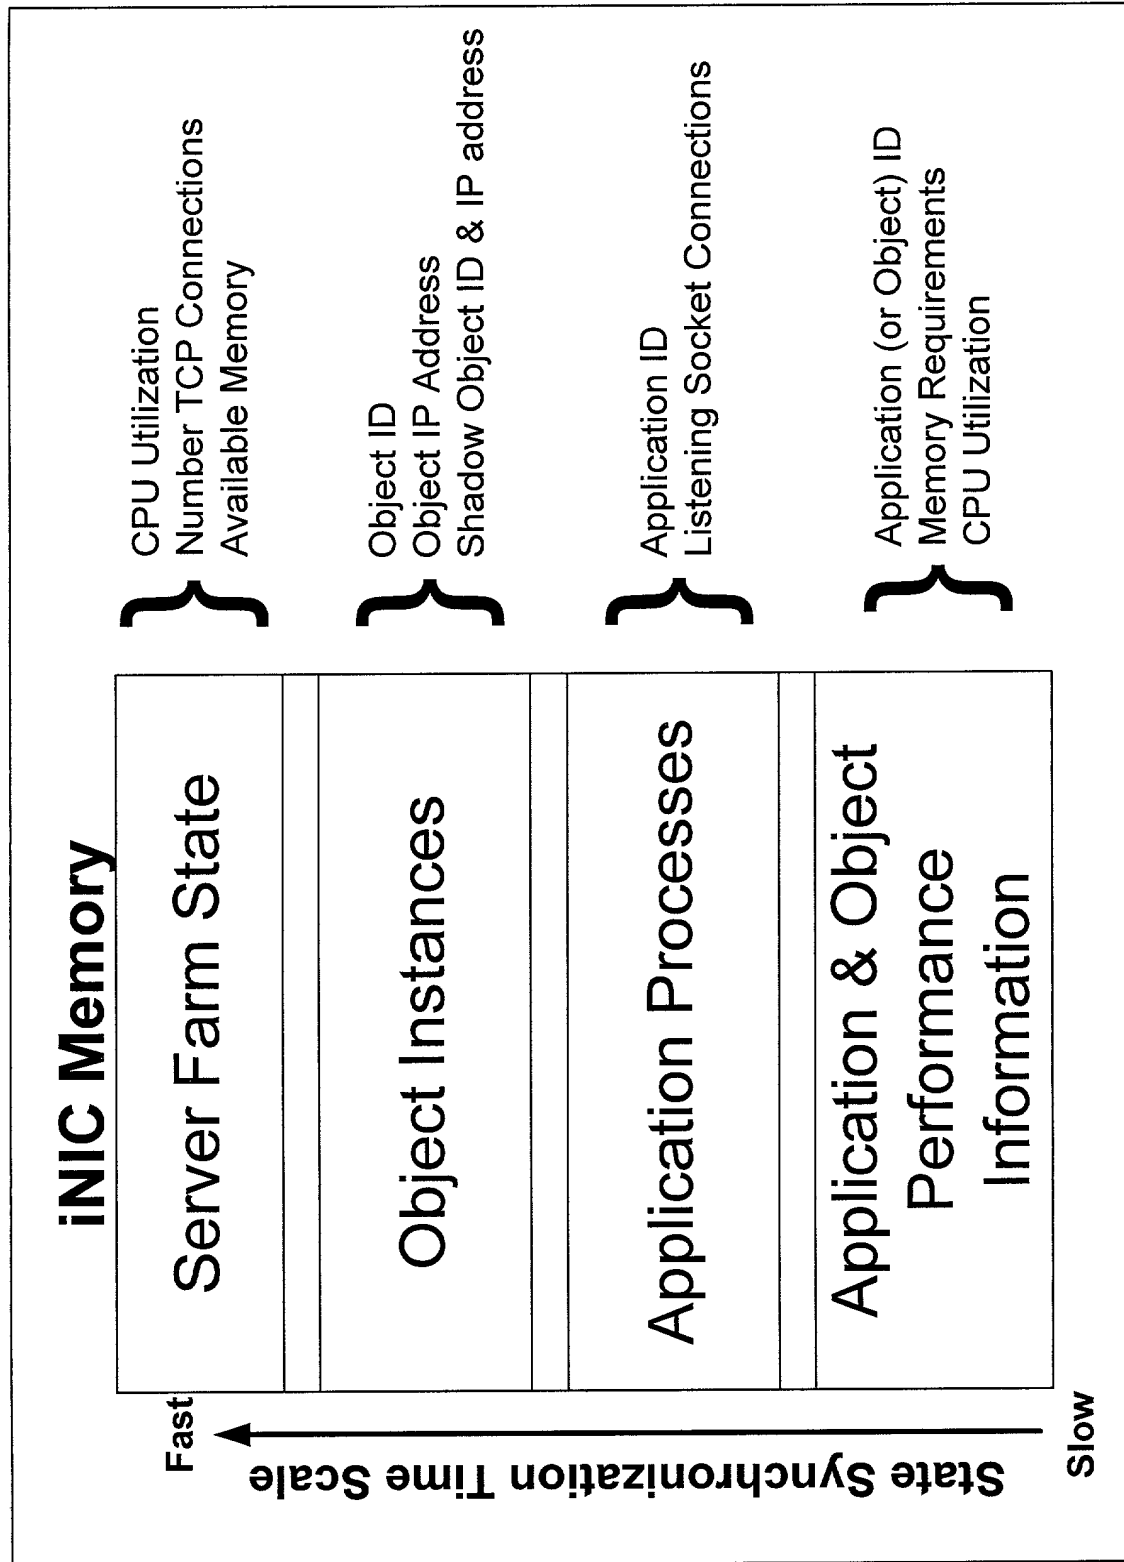 iNIC Memory
Fast
State Synchronization Time Scale
Slow
Server Farm State
CPU Utilization
Number TCP Connections
Available Memory
Object Instances
Object ID
Object IP Address
Shadow Object ID & IP address
Application Processes
Application ID
Listening Socket Connections
Application & Object
Performance
Information
Application (or Object) ID
Memory Requirements
CPU Utilization